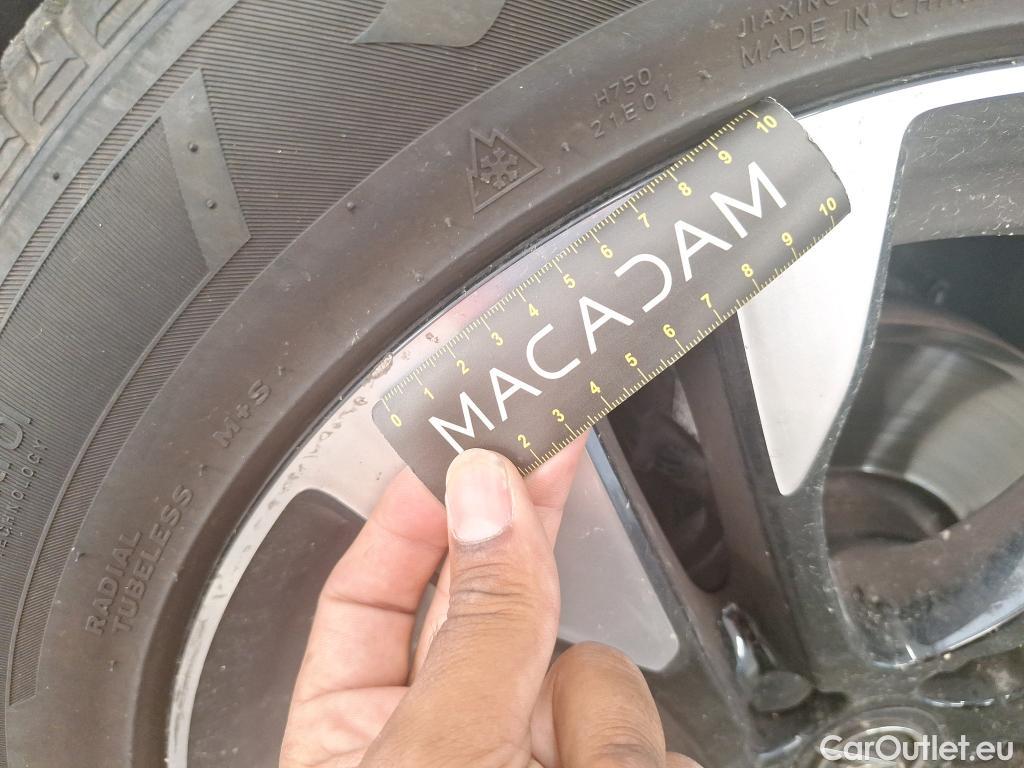 JIAXING
MADE IN CHINA
H750
21E01
0 1 2 3 4 5 6 7 8 9 10
MACADAM
2 3 4 5 6 7 8 9 10
M+S
RADIAL
TUBELESS
CarOutlet.eu